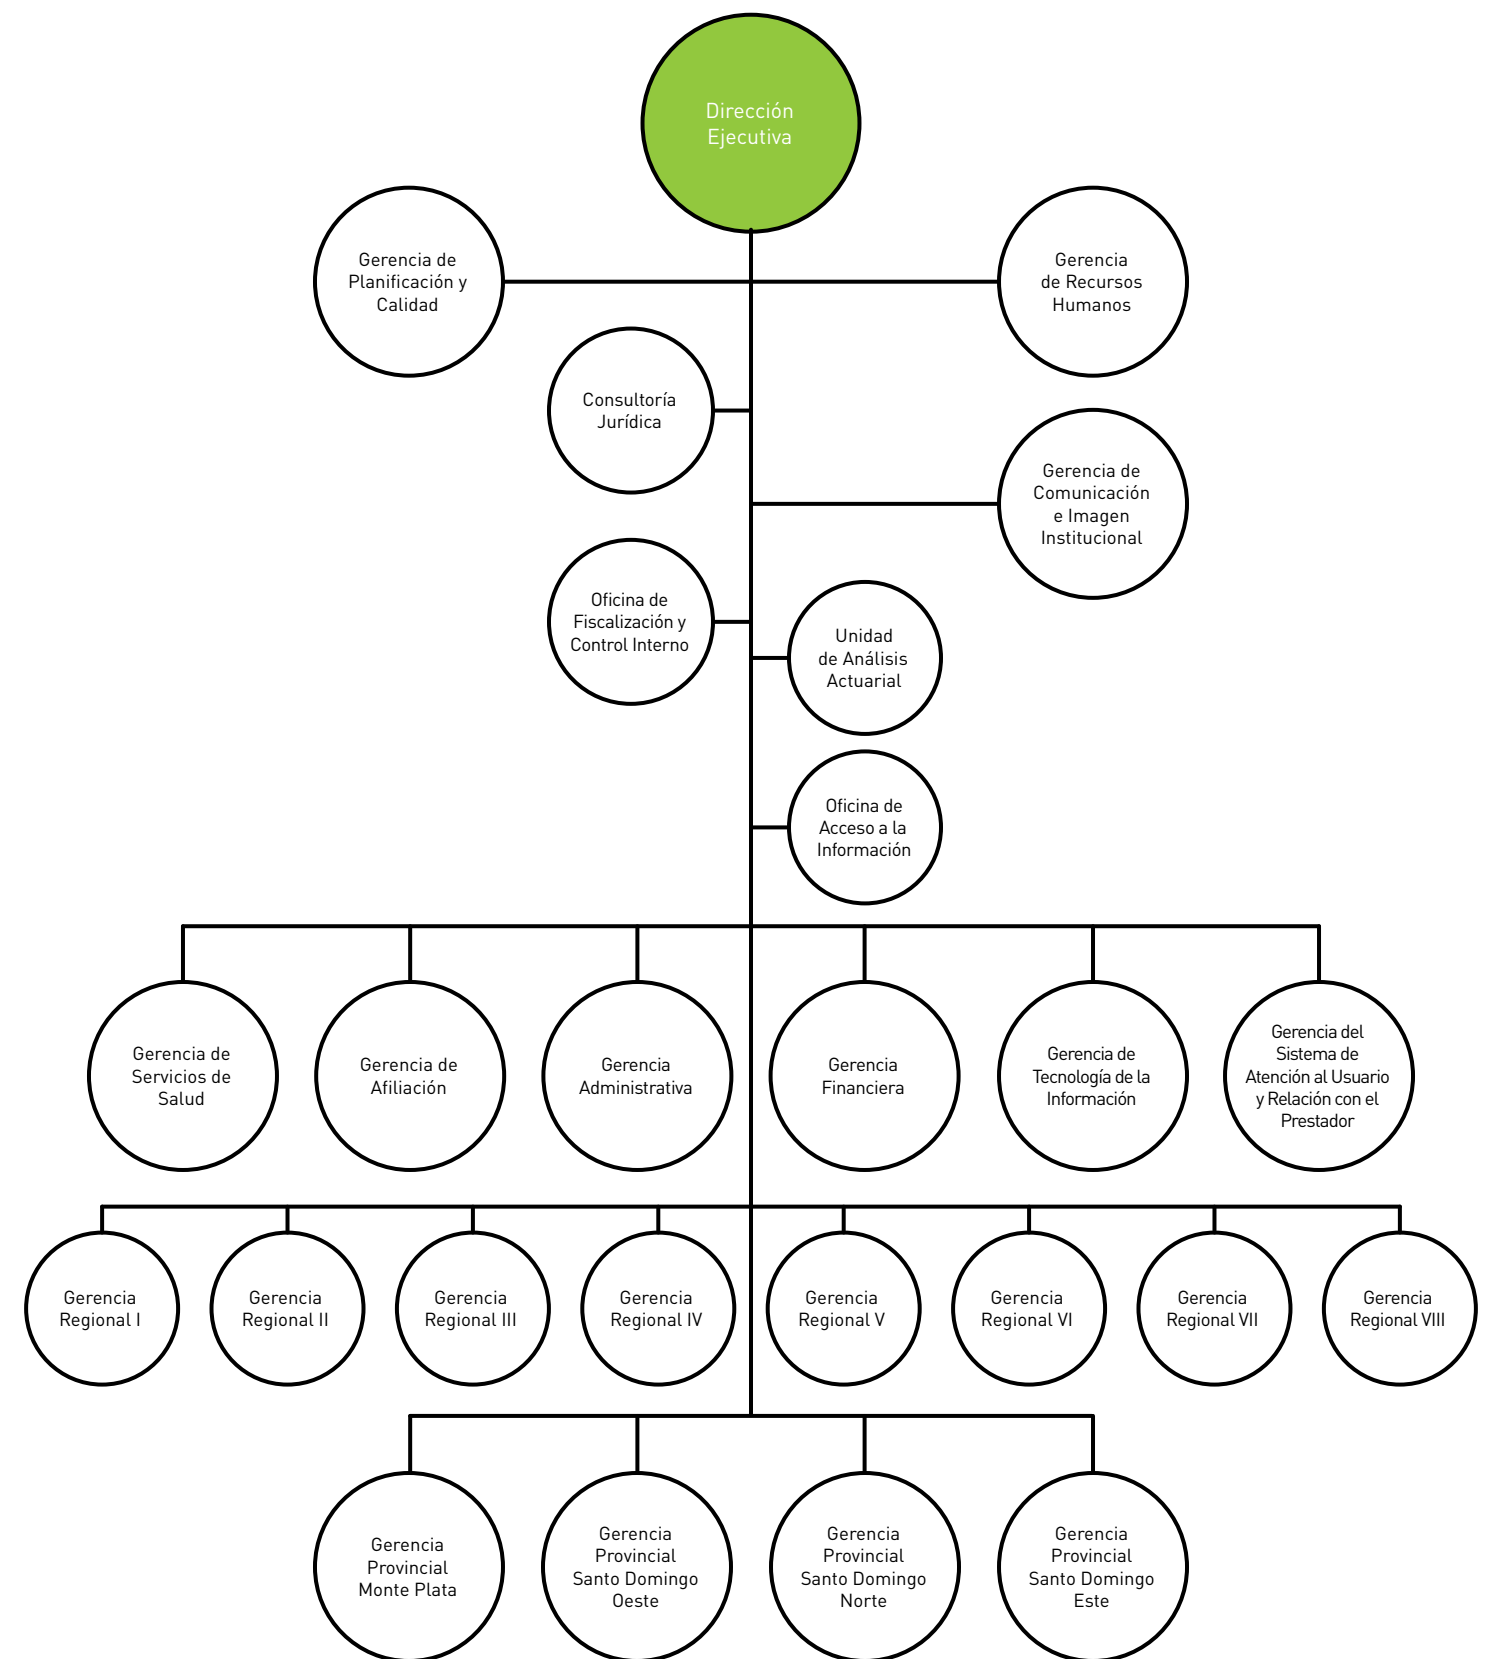 Dirección
Ejecutiva
Gerencia de
Planificación y
Calidad
Gerencia
de Recursos
Humanos
Consultoría
Jurídica
Gerencia de
Comunicación
e Imagen
Institucional
Oficina de
Fiscalización y
Control Interno
Unidad
de Análisis
Actuarial
Oficina de
Acceso a la
Información
Gerencia de
Servicios de
Salud
Gerencia de
Afiliación
Gerencia
Administrativa
Gerencia
Financiera
Gerencia de
Tecnología de la
Información
Gerencia del
Sistema de
Atención al Usuario
y Relación con el
Prestador
Gerencia
Regional I
Gerencia
Regional II
Gerencia
Regional III
Gerencia
Regional IV
Gerencia
Regional V
Gerencia
Regional VI
Gerencia
Regional VII
Gerencia
Regional VIII
Gerencia
Provincial
Monte Plata
Gerencia
Provincial
Santo Domingo
Oeste
Gerencia
Provincial
Santo Domingo
Norte
Gerencia
Provincial
Santo Domingo
Este